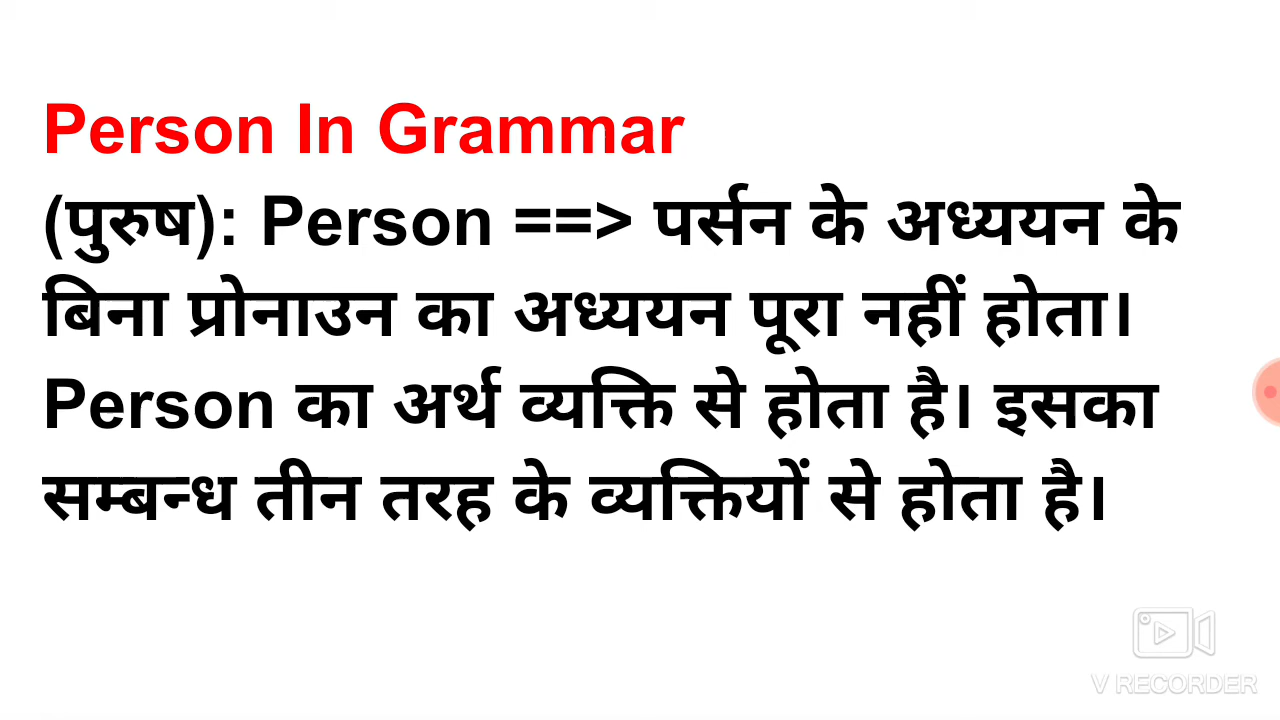 Person In Grammar
(पुरुष): Person ==> पर्सन के अध्ययन के
बिना प्रोनाउन का अध्ययन पूरा नहीं होता।
Person का अर्थ व्यक्ति से होता है। इसका
सम्बन्ध तीन तरह के व्यक्तियों से होता है।
V RECORDER